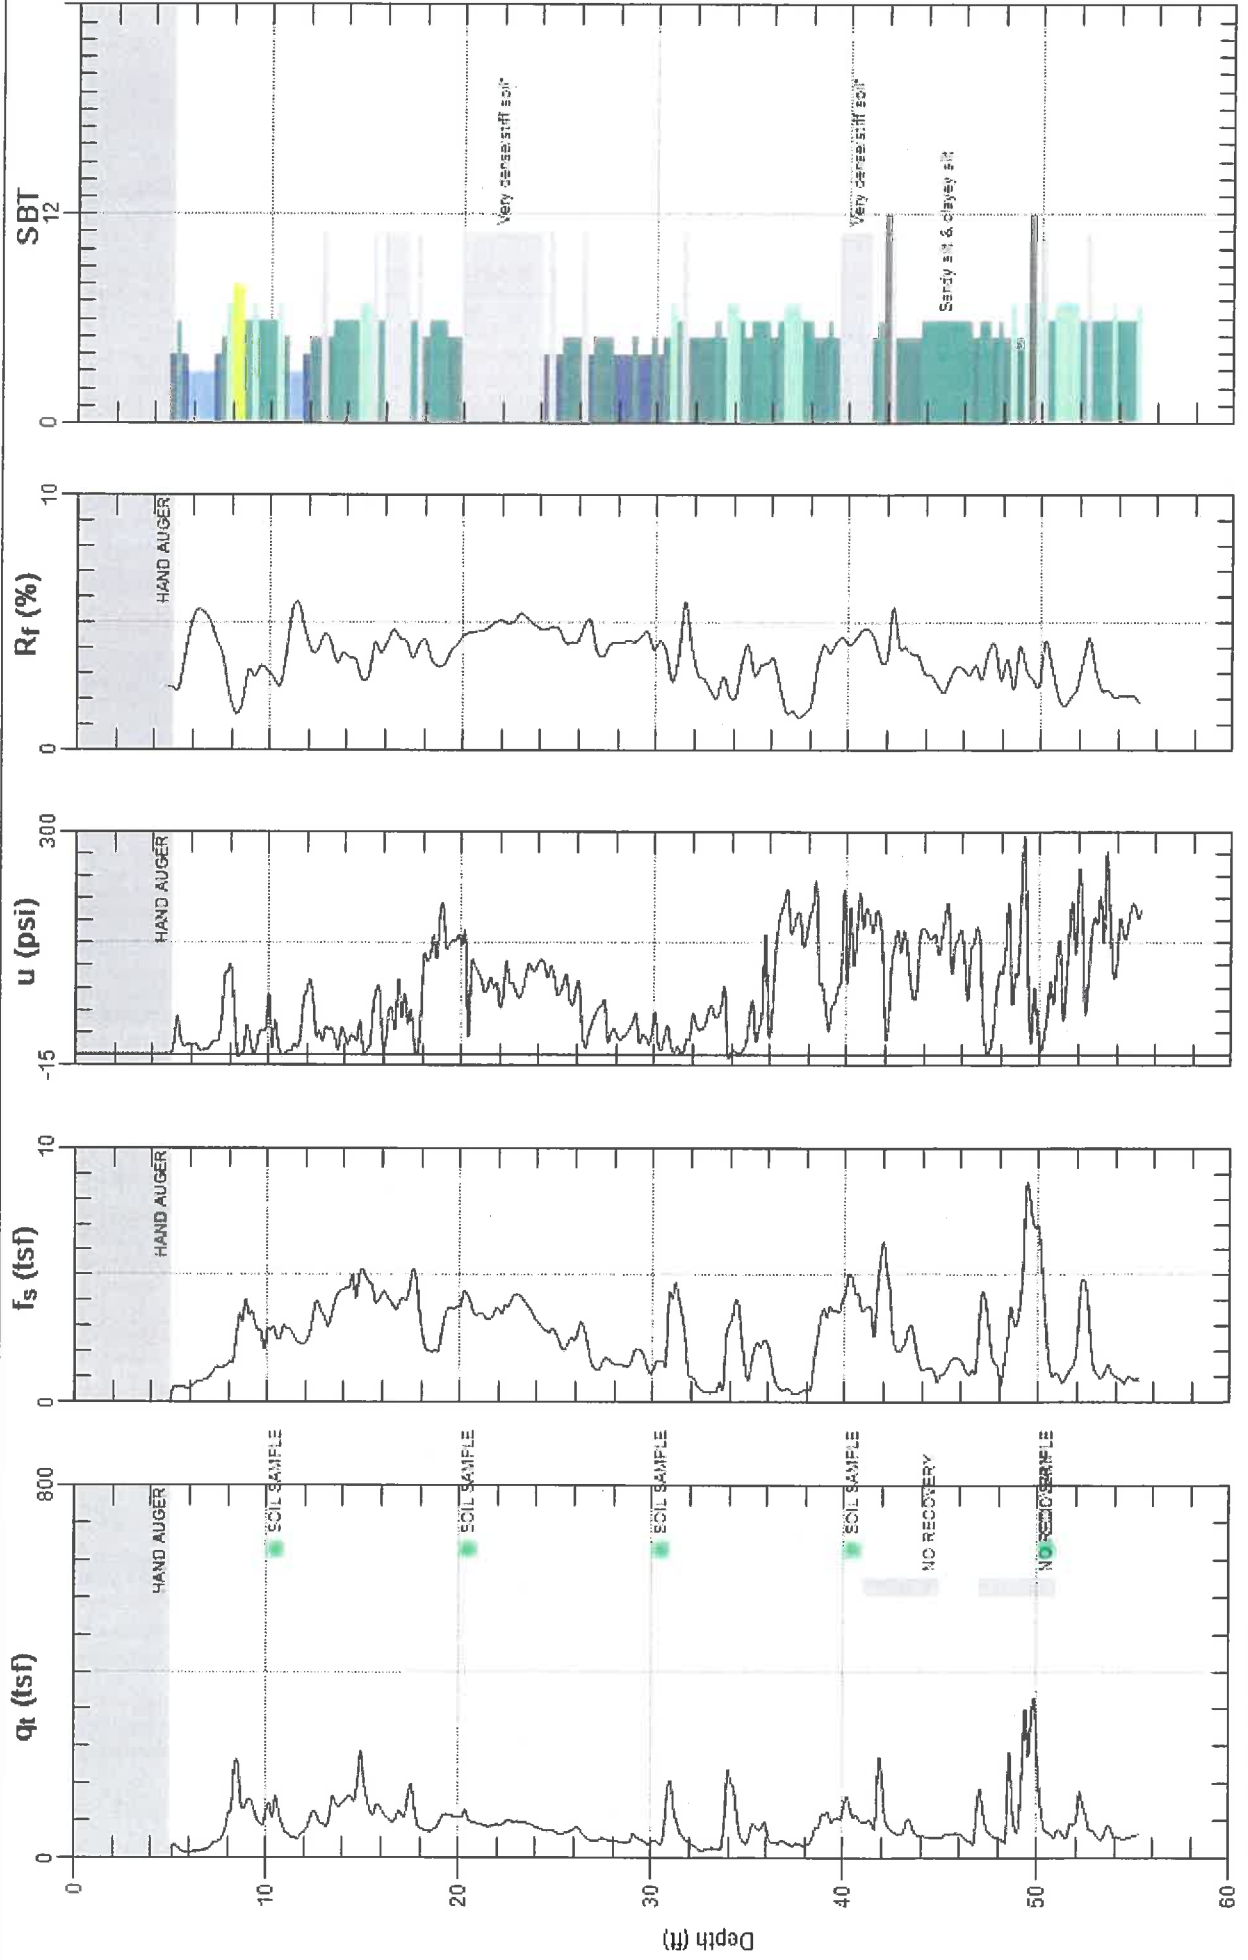 SBT
0
12
Very dense/stiff soil*
Very dense/stiff soil*
Sandy silt & clayey silt
Rf (%)
0
10
HAND AUGER
u (psi)
-15
300
HAND AUGER
fs (tsf)
0
10
HAND AUGER
qt (tsf)
0
800
HAND AUGER
SOIL SAMPLE
SOIL SAMPLE
SOIL SAMPLE
SOIL SAMPLE
NO RECOVERY
0
10
20
30
40
50
60
Depth (ft)